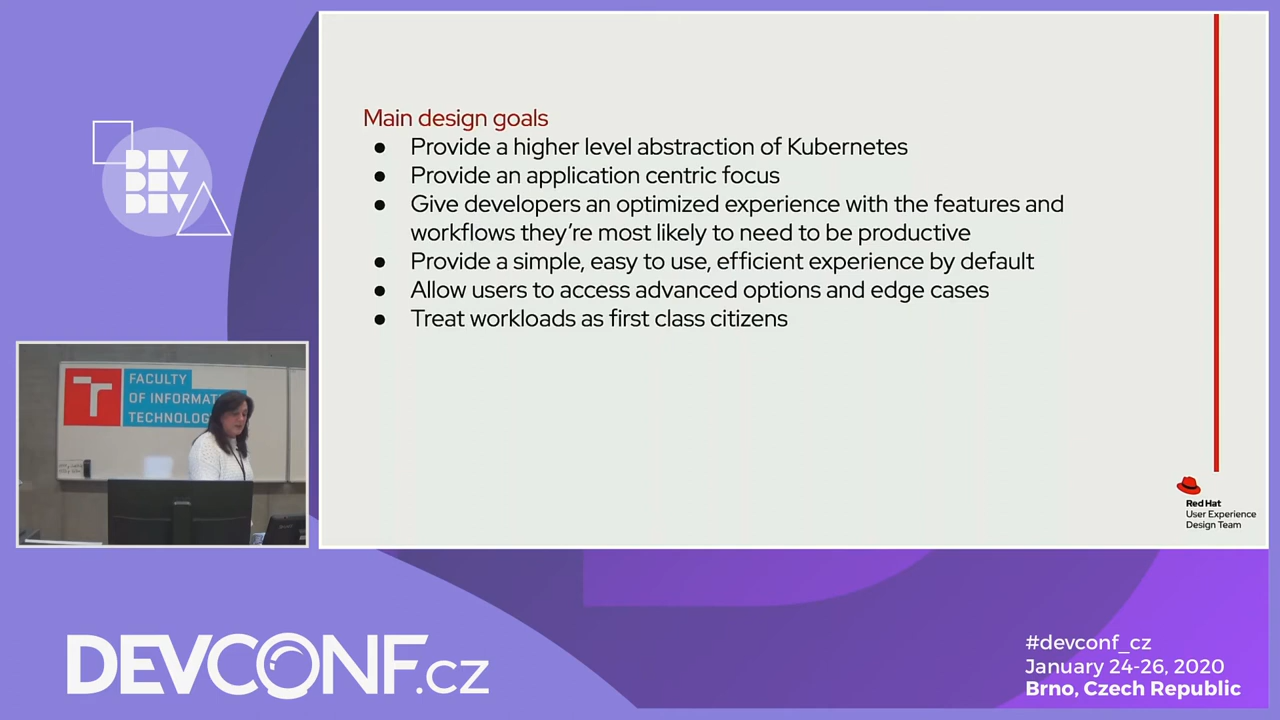 DEV
DEV
DEV
Main design goals
● Provide a higher level abstraction of Kubernetes
● Provide an application centric focus
● Give developers an optimized experience with the features and
workflows they’re most likely to need to be productive
● Provide a simple, easy to use, efficient experience by default
● Allow users to access advanced options and edge cases
● Treat workloads as first class citizens
Red Hat
User Experience
Design Team
FACULTY
OF INFORMAT
TECHNOLOG
DEVCONF.cz
#devconf_cz
January 24-26, 2020
Brno, Czech Republic